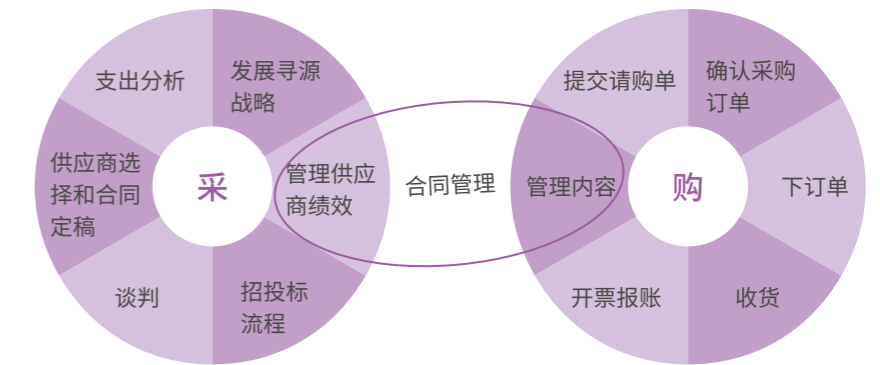 支出分析
发展寻源
战略
供应商选
择和合同
定稿
采
管理供应
商绩效
谈判
招投标
流程
合同管理
提交请购单
确认采购
订单
管理内容
购
下订单
开票报账
收货